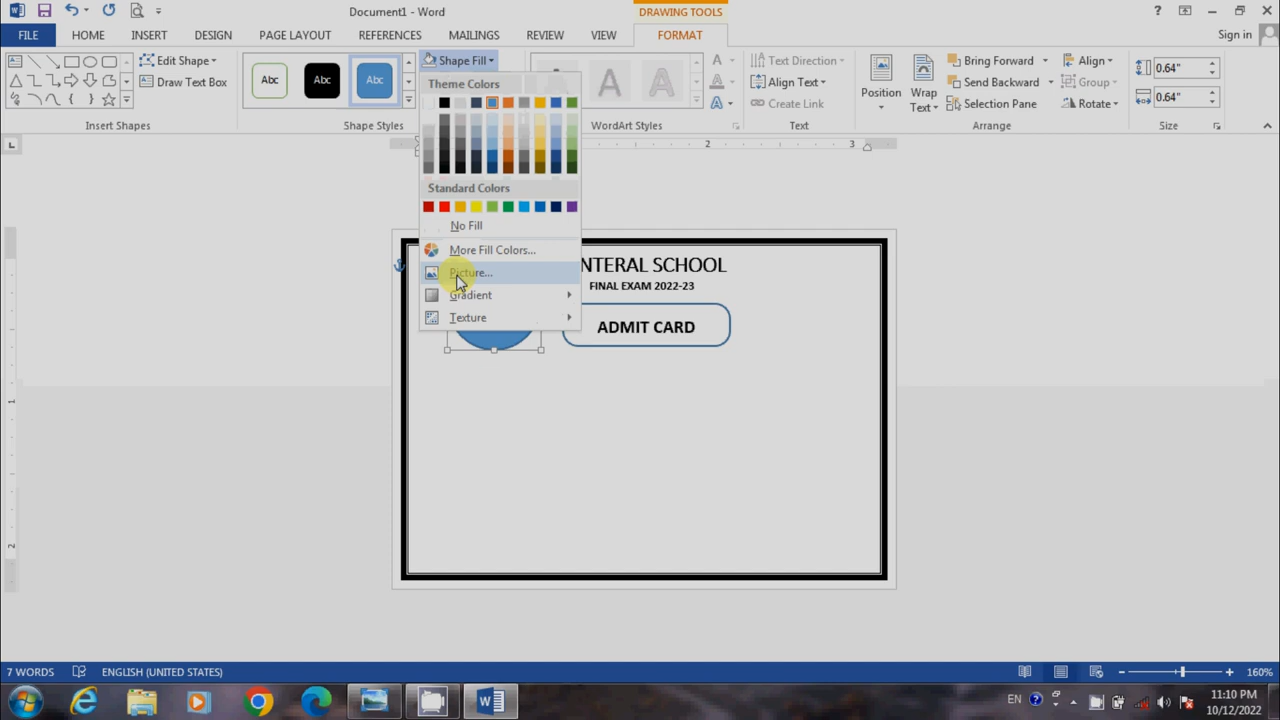 Document1 - Word
DRAWING TOOLS
?
FILE
HOME
INSERT
DESIGN
PAGE LAYOUT
REFERENCES
MAILINGS
REVIEW
VIEW
FORMAT
Sign in
Edit Shape
Draw Text Box
Abc
Abc
Abc
Shape Fill
A
A
A
A
A
Text Direction
Align Text
Create Link
Position
Wrap
Text
Bring Forward
Send Backward
Selection Pane
Align
Group
Rotate
0.64"
0.64"
Insert Shapes
Shape Styles
WordArt Styles
Text
Arrange
Size
Theme Colors
Standard Colors
No Fill
More Fill Colors...
Picture...
Gradient
Texture
L
2
3
1
2
NTERAL SCHOOL
FINAL EXAM 2022-23
ADMIT CARD
7 WORDS
ENGLISH (UNITED STATES)
160%
EN
?
11:10 PM
10/12/2022